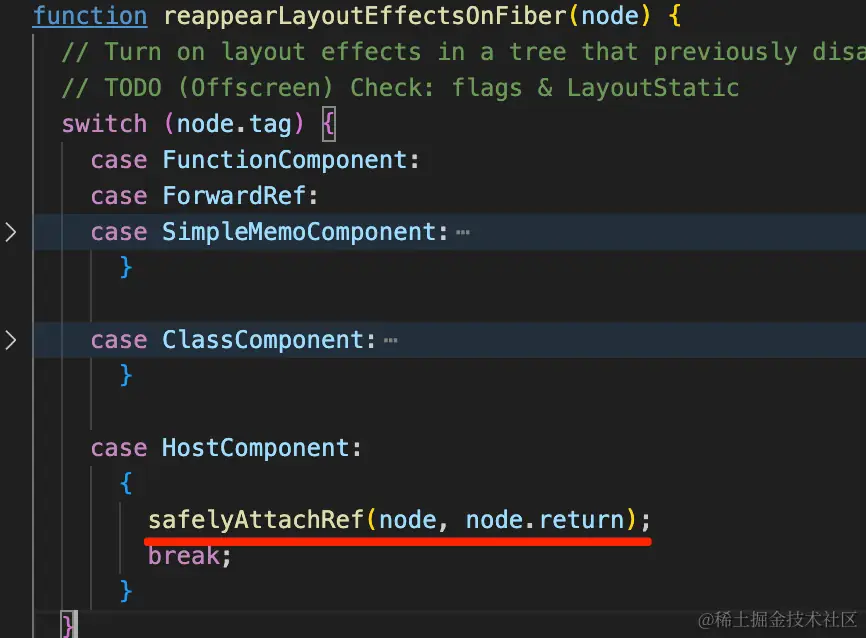 function reappearLayoutEffectsOnFiber(node) {
// Turn on layout effects in a tree that previously disa
// TODO (Offscreen) Check: flags & LayoutStatic
switch (node.tag) {
case FunctionComponent:
case ForwardRef:
case SimpleMemoComponent: ⋯
}
case ClassComponent: ⋯
}
case HostComponent:
{
safelyAttachRef(node, node.return);
break;
}
}
@稀土掘金技术社区